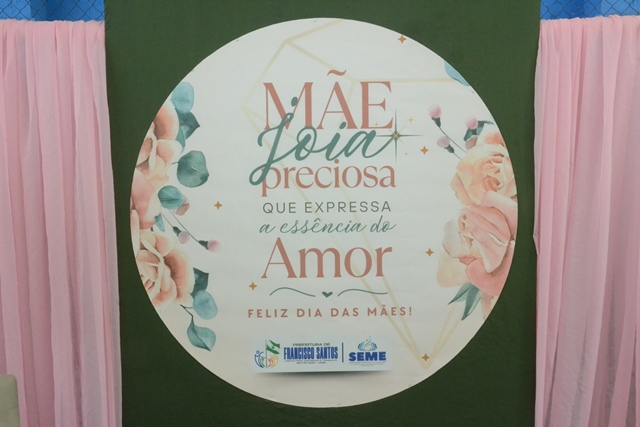 MÃE
Joia
preciosa
QUE EXPRESSA
a essência do
Amor
FELIZ DIA DAS MÃES!
PREFEITURA DE
FRANCISCO SANTOS
SEME